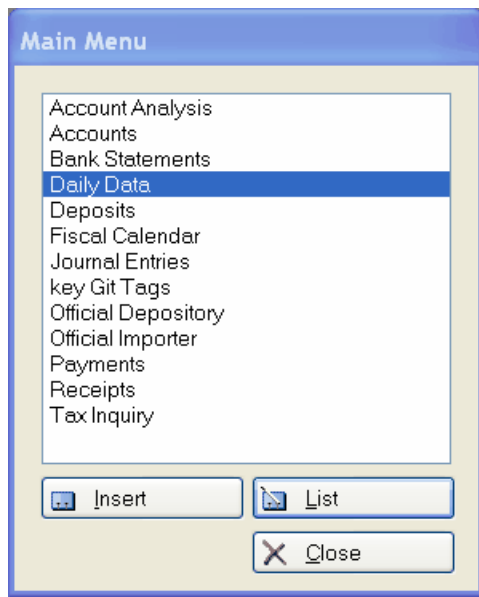 Main Menu
Account Analysis
Accounts
Bank Statements
Daily Data
Deposits
Fiscal Calendar
Journal Entries
key Git Tags
Official Depository
Official Importer
Payments
Receipts
Tax Inquiry
Insert
List
Close